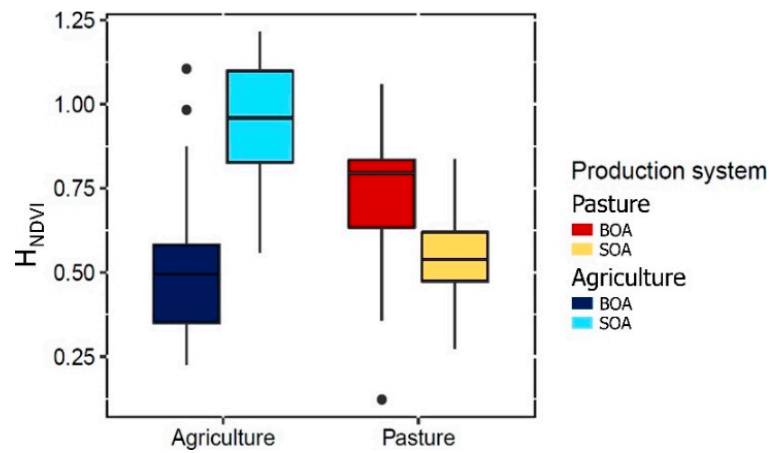 1.25
1.00
0.75
0.50
0.25
HNDVI
Agriculture
Pasture
Production system
Pasture
BOA
SOA
Agriculture
BOA
SOA